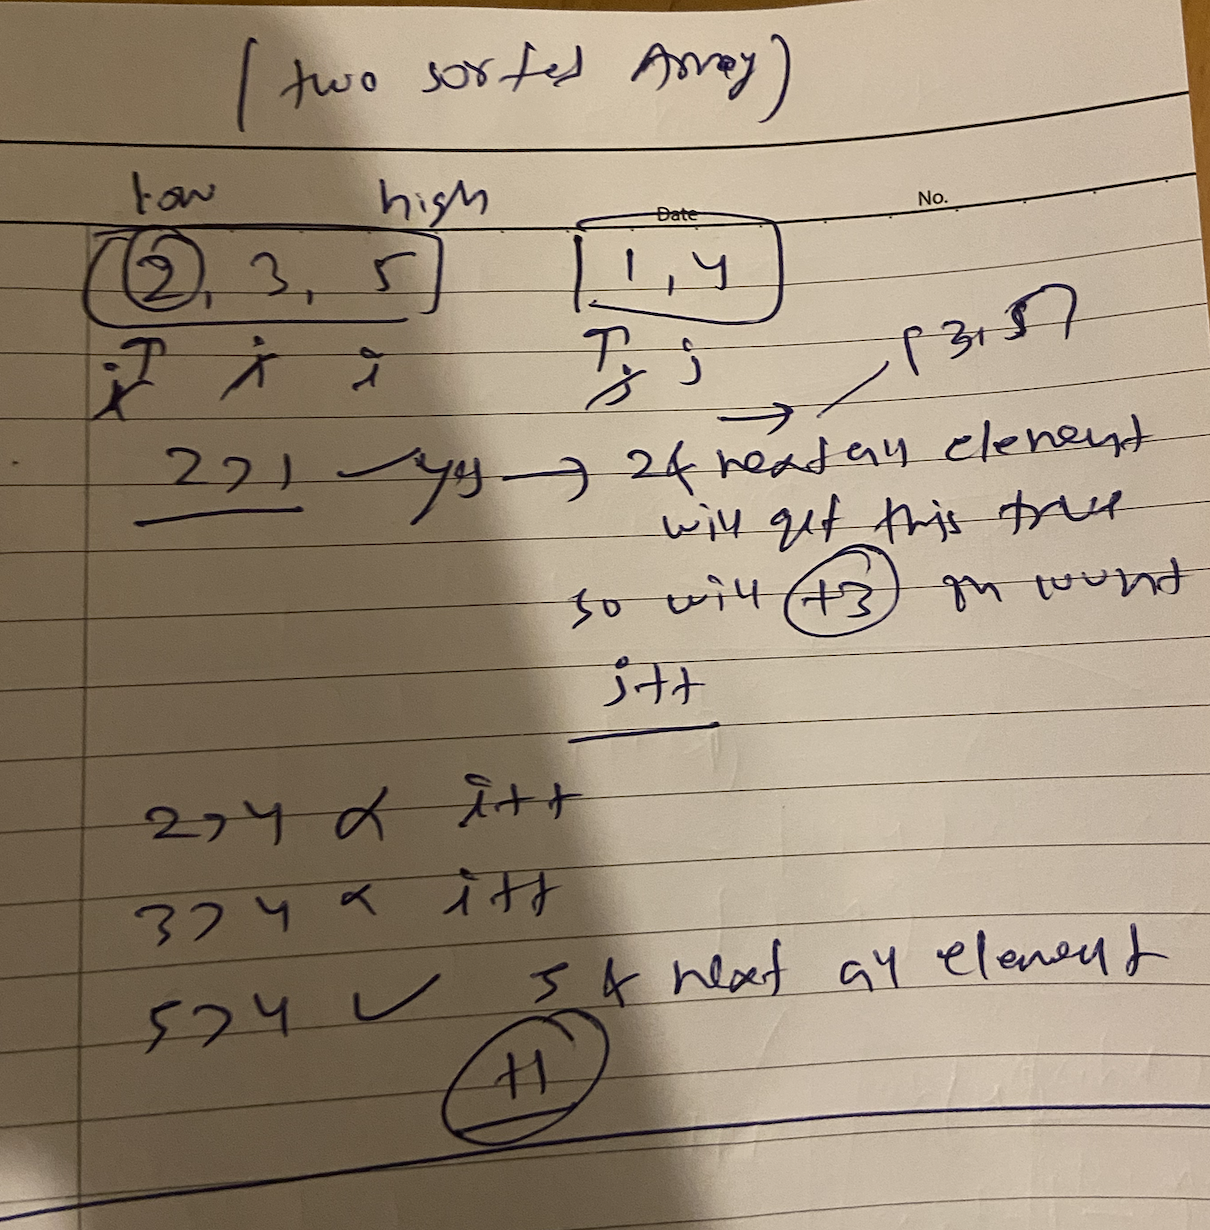 (two sorted Array)
low high
Date No.
2, 3, 5 1, 4
i i i j j (3, 5)
2 > 1 yes → 2 & next all element
will get this true
so will +3 in count
j++
2 > 4 x i++
3 > 4 x i++
5 > 4 ✓ 5 & next all element
+1